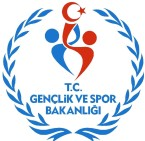 T.C.
GENÇLİK VE SPOR
BAKANLIĞI